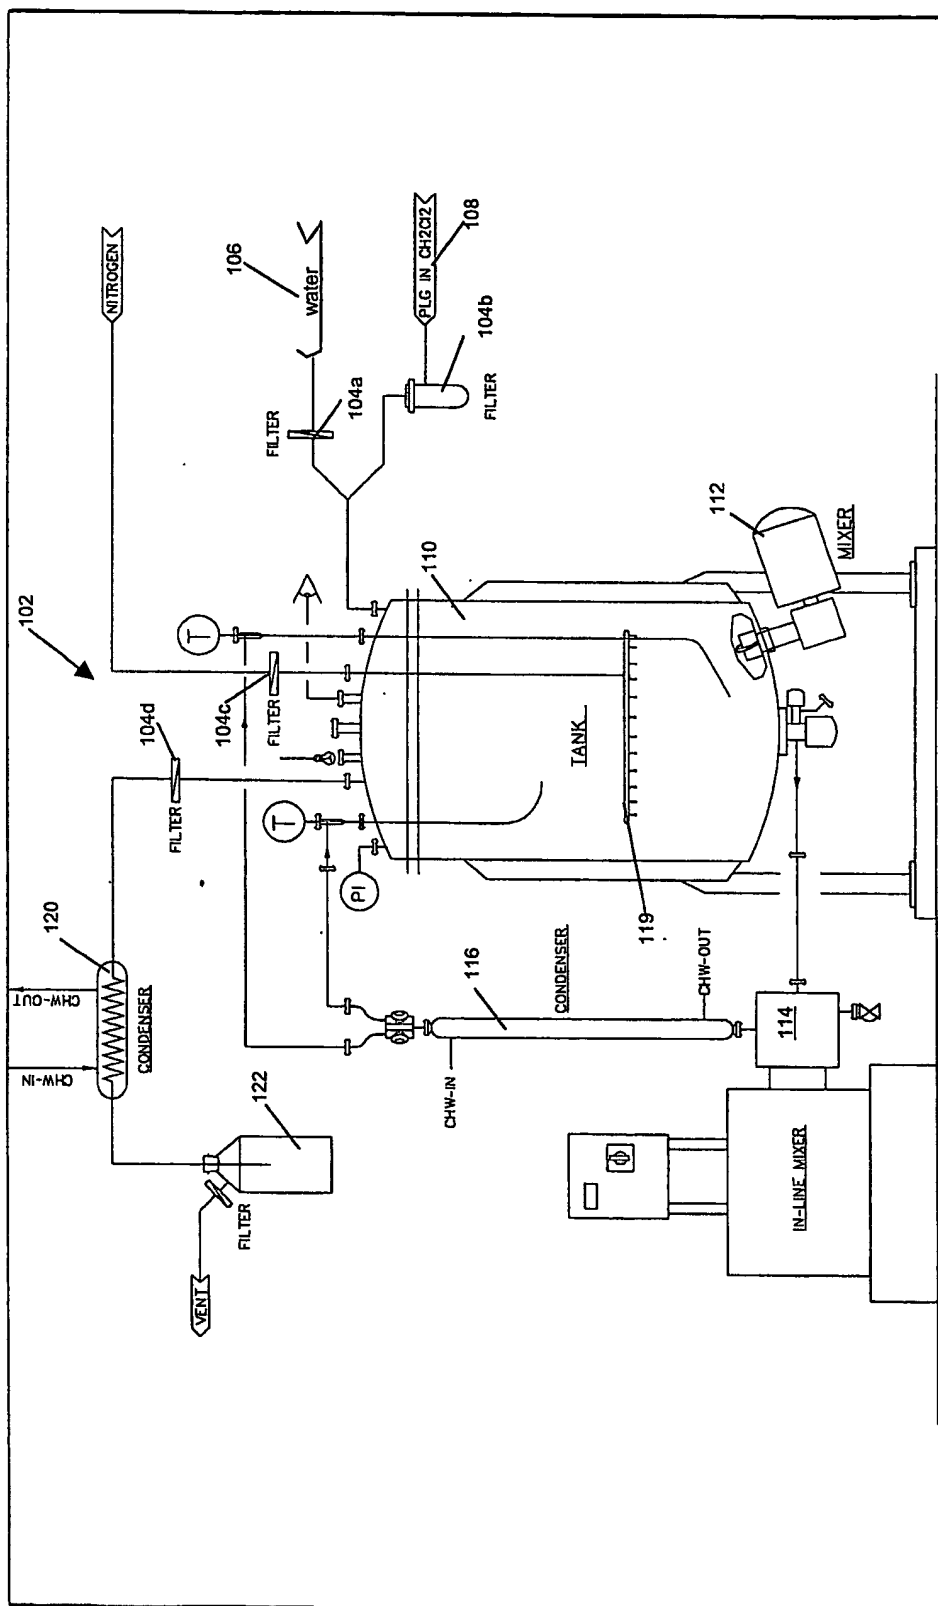 102
NITROGEN
106
water
FILTER
104a
PLG IN CH2Cl2
108
104b
FILTER
T
104c
FILTER
104d
FILTER
110
112
MIXER
TANK
119
T
PI
120
CHW-OUT
CHW-IN
CONDENSER
122
FILTER
VENT
116
CONDENSER
CHW-OUT
CHW-IN
114
IN-LINE MIXER